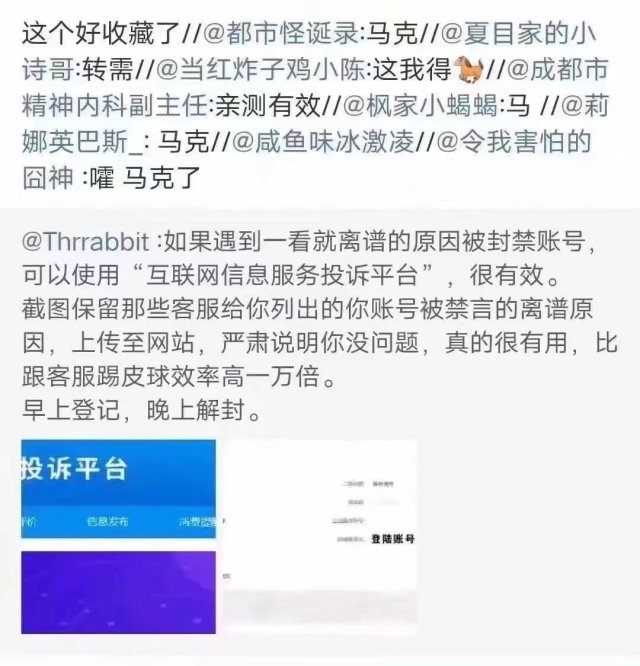 这个好收藏了//@都市怪诞录:马克//@夏目家的小
诗哥:转需//@当红炸子鸡小陈:这我得🐎//@成都市
精神内科副主任:亲测有效//@枫家小蝎蝎:马 //@莉
娜英巴斯_: 马克//@咸鱼味冰激凌//@令我害怕的
囧神 :嚯 马克了
@Thrrabbit :如果遇到一看就离谱的原因被封禁账号，
可以使用“互联网信息服务投诉平台”，很有效。
截图保留那些客服给你列出的你账号被禁言的离谱原
因，上传至网站，严肃说明你没问题，真的很有用，比
跟客服踢皮球效率高一万倍。
早上登记，晚上解封。
投诉平台
评价 信息发布 消费提醒
登陆账号